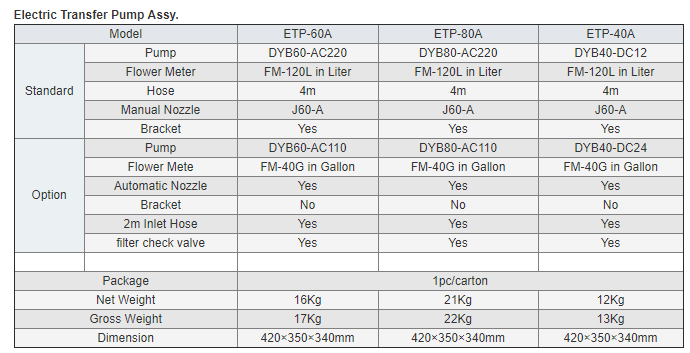 Electric Transfer Pump Assy.
Model ETP-60A ETP-80A ETP-40A
Standard Pump DYB60-AC220 DYB80-AC220 DYB40-DC12
Flower Meter FM-120L in Liter FM-120L in Liter FM-120L in Liter
Hose 4m 4m 4m
Manual Nozzle J60-A J60-A J60-A
Bracket Yes Yes Yes
Option Pump DYB60-AC110 DYB80-AC110 DYB40-DC24
Flower Mete FM-40G in Gallon FM-40G in Gallon FM-40G in Gallon
Automatic Nozzle Yes Yes Yes
Bracket No No No
2m Inlet Hose Yes Yes Yes
filter check valve Yes Yes Yes
Package 1pc/carton
Net Weight 16Kg 21Kg 12Kg
Gross Weight 17Kg 22Kg 13Kg
Dimension 420×350×340mm 420×350×340mm 420×350×340mm